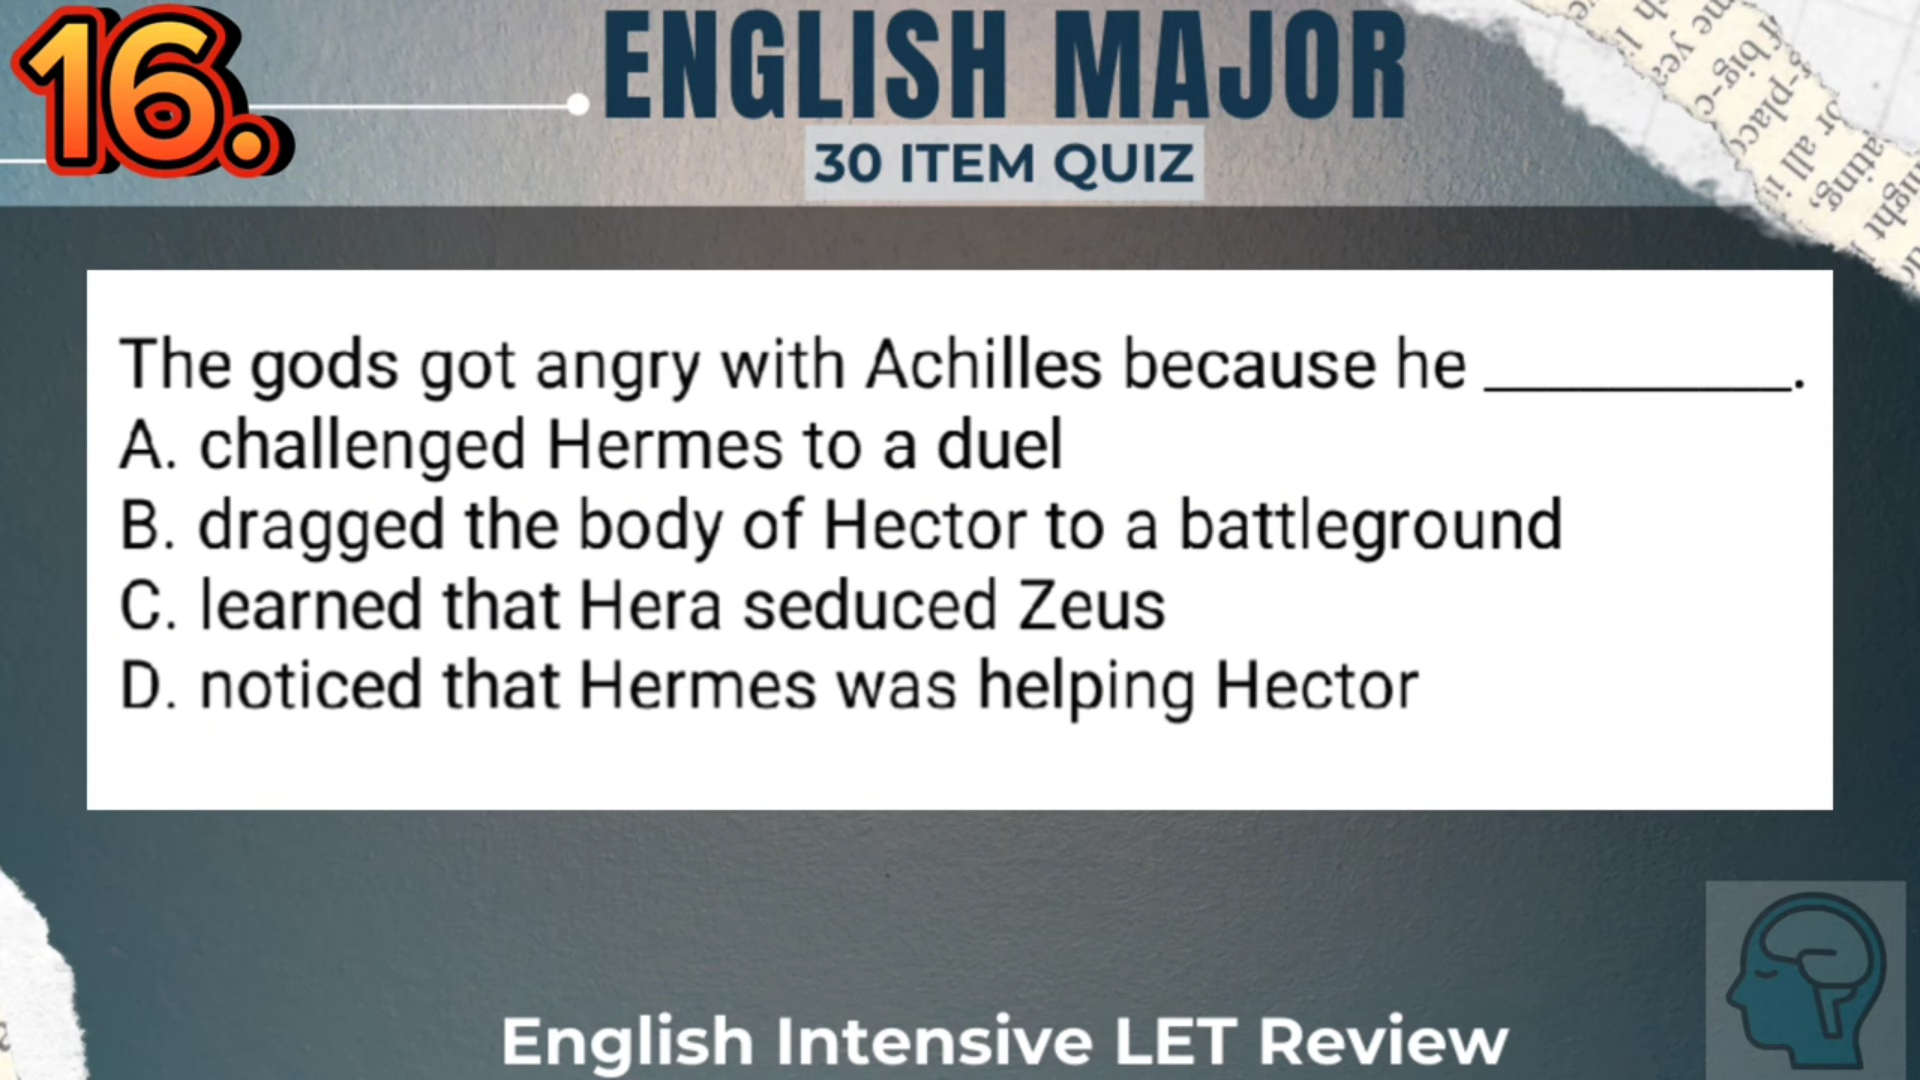 16.
ENGLISH MAJOR
30 ITEM QUIZ
The gods got angry with Achilles because he _________.
A. challenged Hermes to a duel
B. dragged the body of Hector to a battleground
C. learned that Hera seduced Zeus
D. noticed that Hermes was helping Hector
English Intensive LET Review